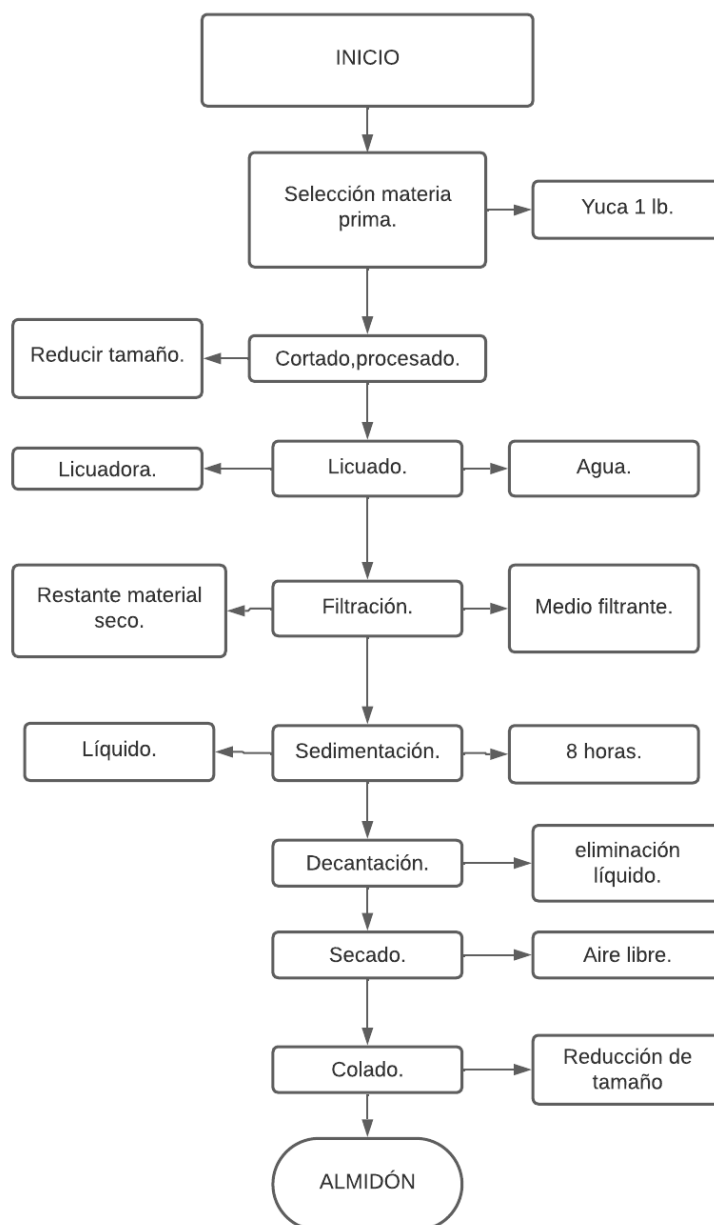 INICIO
Selección materia
prima.
Yuca 1 lb.
Reducir tamaño.
Cortado,procesado.
Licuadora.
Licuado.
Agua.
Restante material
seco.
Filtración.
Medio filtrante.
Líquido.
Sedimentación.
8 horas.
Decantación.
eliminación
líquido.
Secado.
Aire libre.
Colado.
Reducción de
tamaño
ALMIDÓN